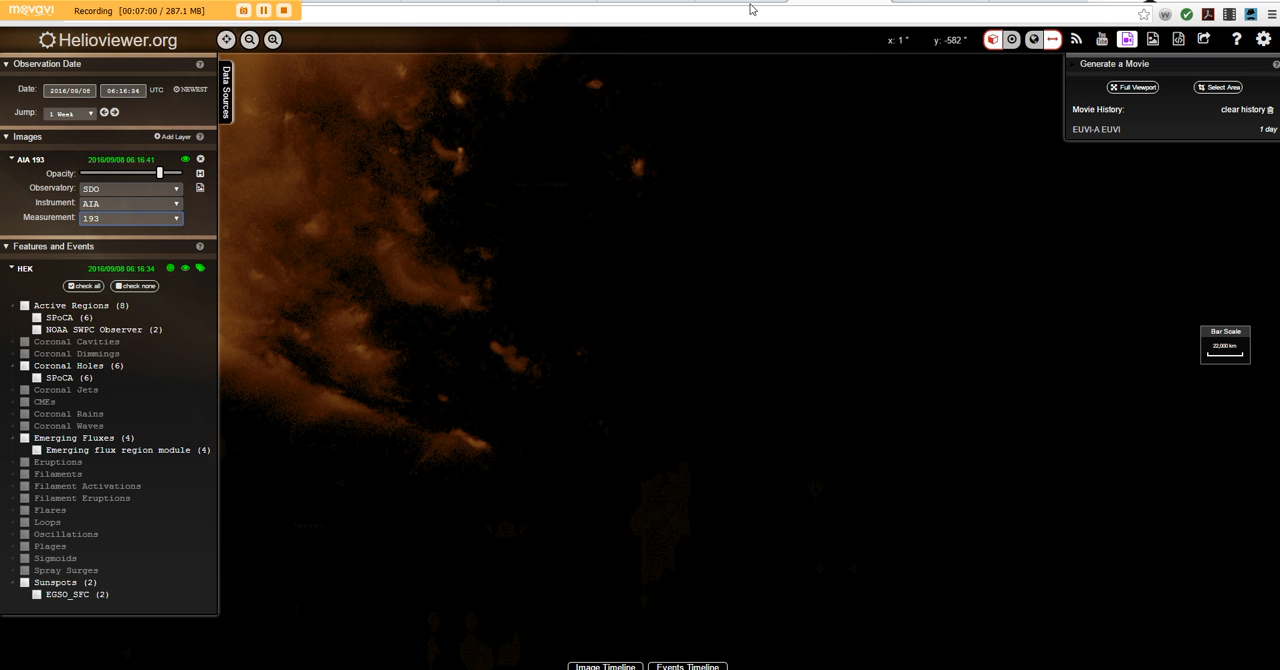 movavi Recording [00:07:00 / 287.1 MB]
Helioviewer.org
x: 1 " y: -582 "
Observation Date
Date: 2016/09/08 06:16:34 UTC NEWEST
Jump: 1 Week
Images Add Layer
AIA 193 2016/09/08 06:16:41
Opacity:
Observatory: SDO
Instrument: AIA
Measurement: 193
Features and Events
HEK 2016/09/08 06:16:34
check all check none
Active Regions (8)
SPoCA (6)
NOAA SWPC Observer (2)
Coronal Cavities
Coronal Dimmings
Coronal Holes (6)
SPoCA (6)
Coronal Jets
CMEs
Coronal Rains
Coronal Waves
Emerging Fluxes (4)
Emerging flux region module (4)
Eruptions
Filaments
Filament Activations
Filament Eruptions
Flares
Loops
Oscillations
Plages
Sigmoids
Spray Surges
Sunspots (2)
EGSO_SFC (2)
Data Sources
Generate a Movie
Full Viewport Select Area
Movie History: clear history
EUVI-A EUVI 1 day
Bar Scale
22,000 km
Image Timeline Events Timeline